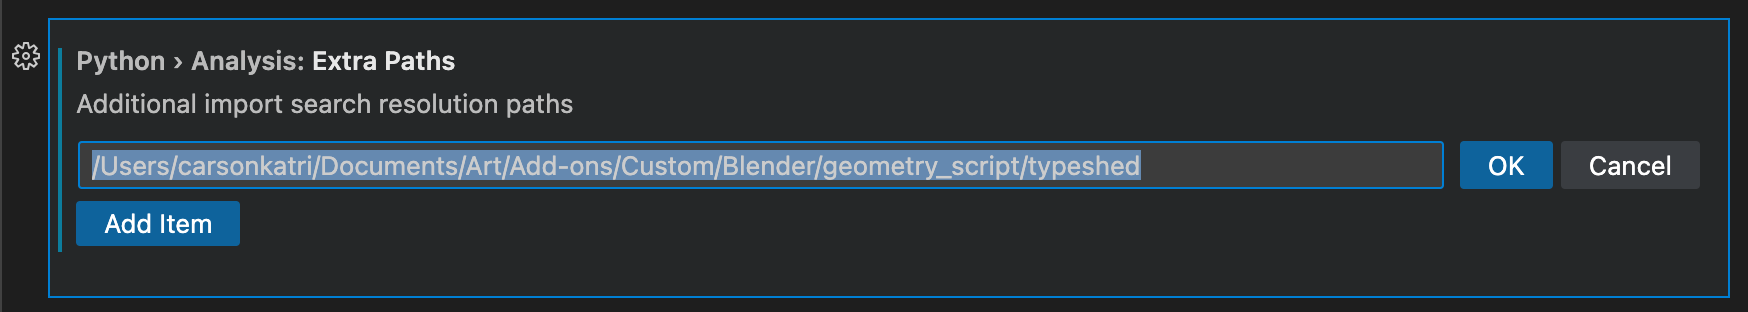 Python › Analysis: Extra Paths
Additional import search resolution paths
/Users/carsonkatri/Documents/Art/Add-ons/Custom/Blender/geometry_script/typeshed
OK
Cancel
Add Item